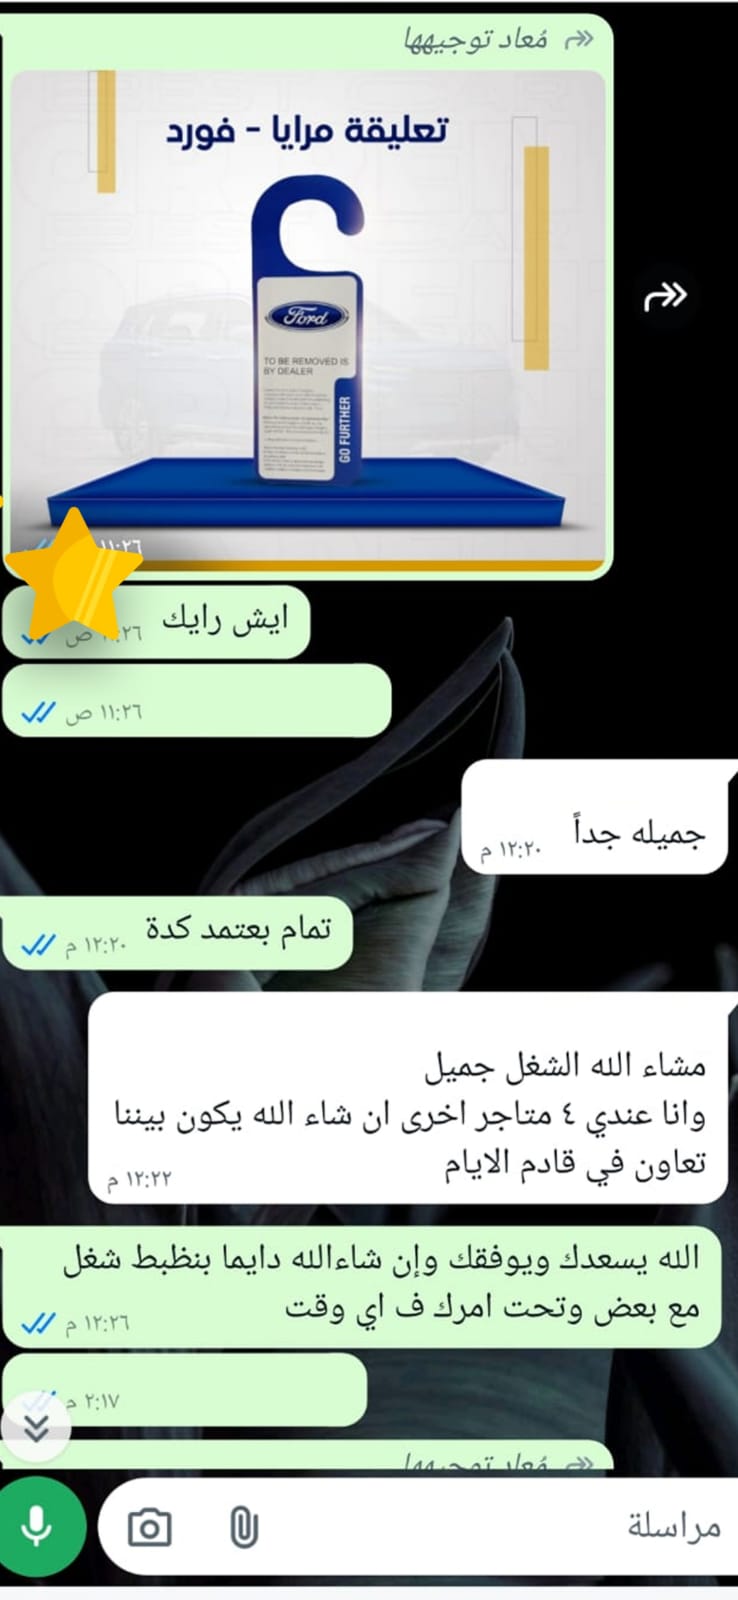 مُعاد توجيهها
تعليقة مرايا - فورد
Ford
TO BE REMOVED IS
BY DEALER
GO FURTHER
١١:٢٦
ايش رايك
ص
١١:٢٦ ص
جميله جداً
١٢:٢٠ م
تمام بعتمد كدة
١٢:٢٠ م
مشاء الله الشغل جميل
وانا عندي ٤ متاجر اخرى ان شاء الله يكون بيننا
تعاون في قادم الايام
١٢:٢٢ م
الله يسعدك ويوفقك وإن شاءالله دايما بنظبط شغل
مع بعض وتحت امرك ف اي وقت
١٢:٢٦ م
٢:١٧ م
مُعاد توجيهها
مراسلة